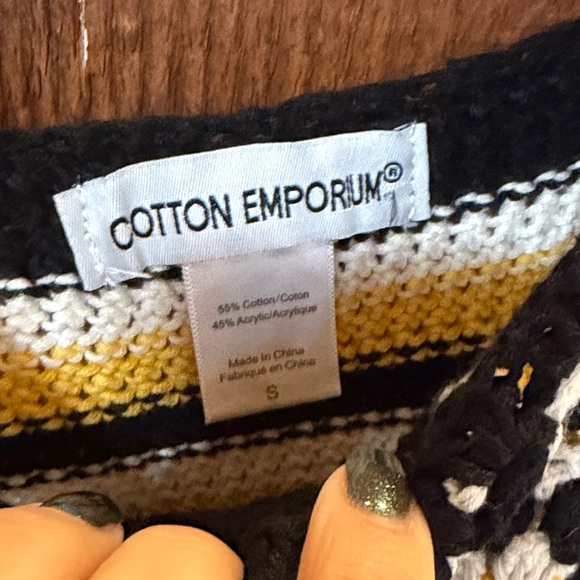 COTTON EMPORIUM®
55% Cotton/Coton
45% Acrylic/Acrylique
Made in China
Fabriqué en Chine
S